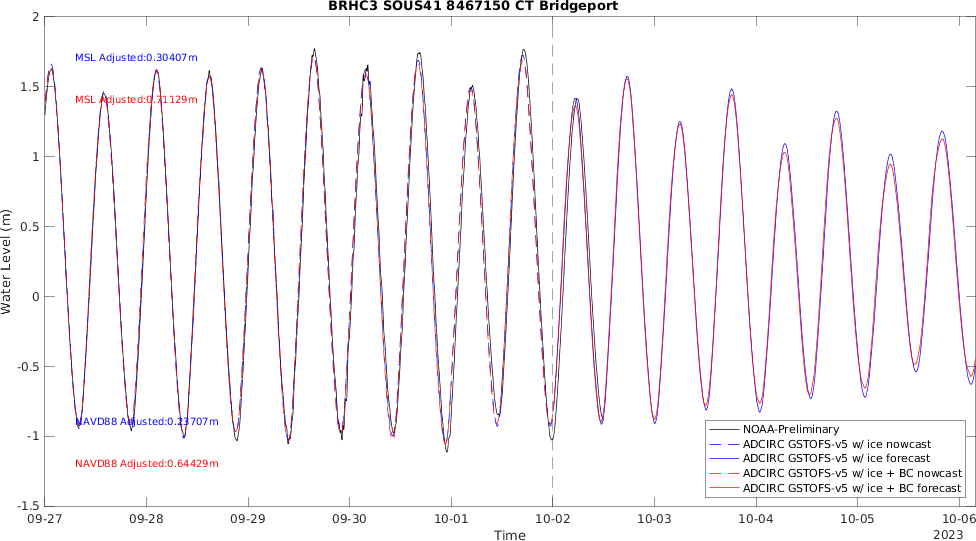 BRHC3 SOUS41 8467150 CT Bridgeport
2
1.5
1
0.5
0
-0.5
-1
-1.5
Water Level (m)
MSL Adjusted:0.30407m
MSL Adjusted:0.71129m
NAVD88 Adjusted:0.23707m
NAVD88 Adjusted:0.64429m
NOAA-Preliminary
ADCIRC GSTOFS-v5 w/ ice nowcast
ADCIRC GSTOFS-v5 w/ ice forecast
ADCIRC GSTOFS-v5 w/ ice + BC nowcast
ADCIRC GSTOFS-v5 w/ ice + BC forecast
09-27 09-28 09-29 09-30 10-01 10-02 10-03 10-04 10-05 10-06
Time
2023